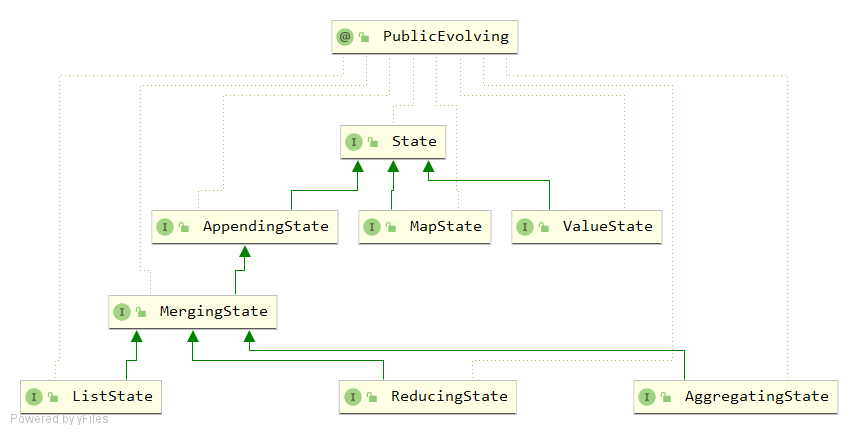 @ PublicEvolving
I State
I AppendingState
I MapState
I ValueState
I MergingState
I ListState
I ReducingState
I AggregatingState
Powered by yFiles